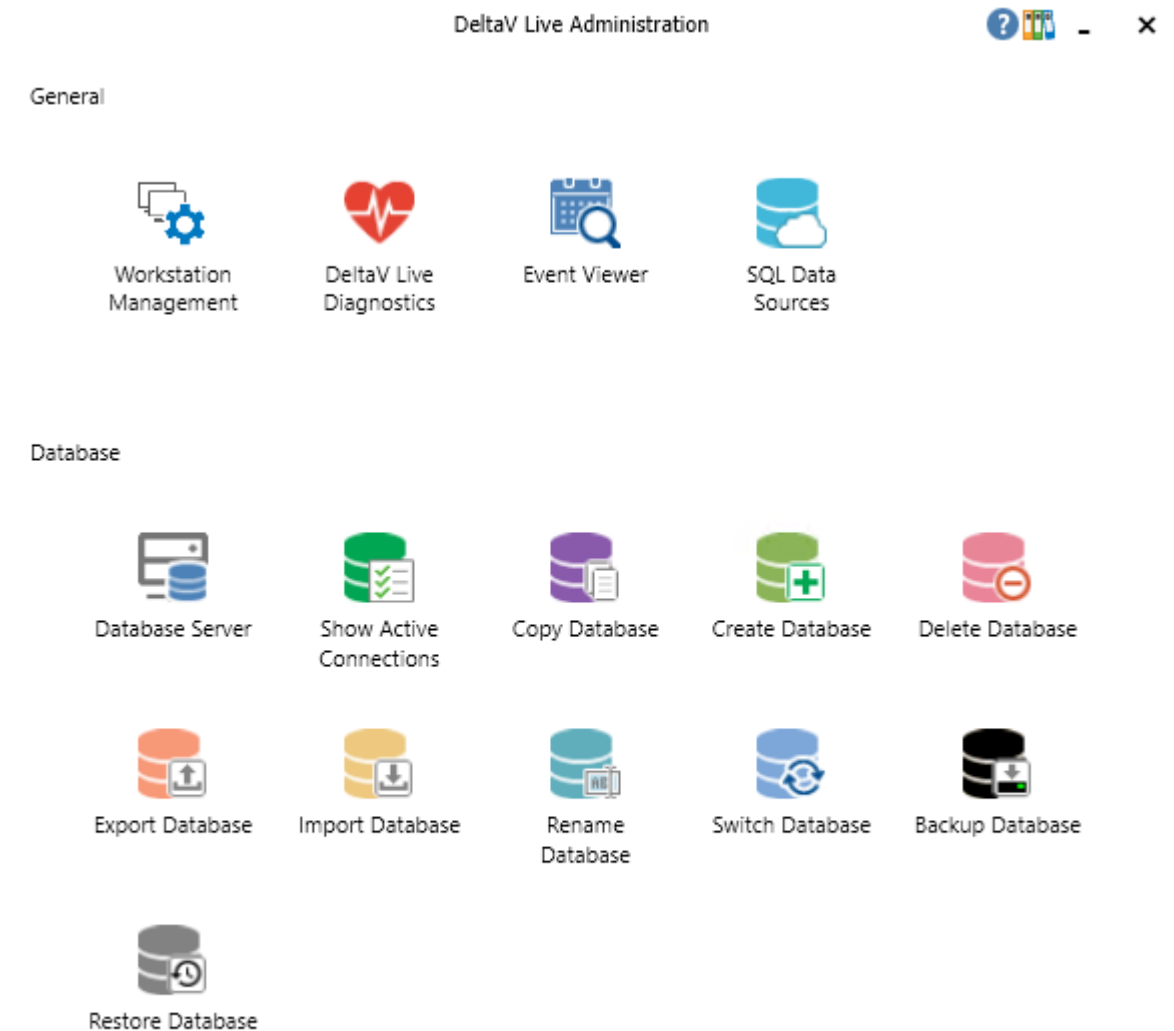 DeltaV Live Administration
?
General
Workstation
Management
DeltaV Live
Diagnostics
Event Viewer
SQL Data
Sources
Database
Database Server
Show Active
Connections
Copy Database
Create Database
Delete Database
Export Database
Import Database
AB
Rename
Database
Switch Database
Backup Database
Restore Database